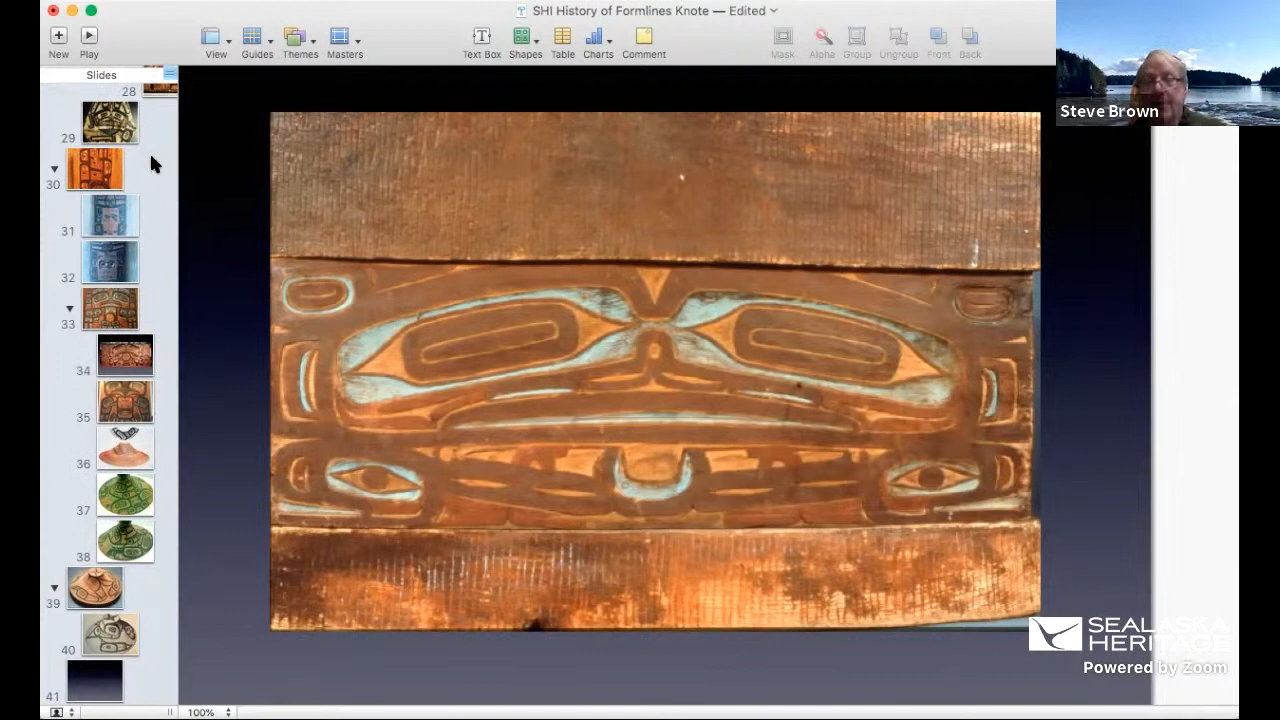 SHI History of Formlines Knote — Edited
New Play View Guides Themes Masters Text Box Shapes Table Charts Comment Mask Alpha Group Ungroup Front Back
Slides
28
29
30
31
32
33
34
35
36
37
38
39
40
41
100%
Steve Brown
SEALASKA
HERITAGE
Powered by Zoom